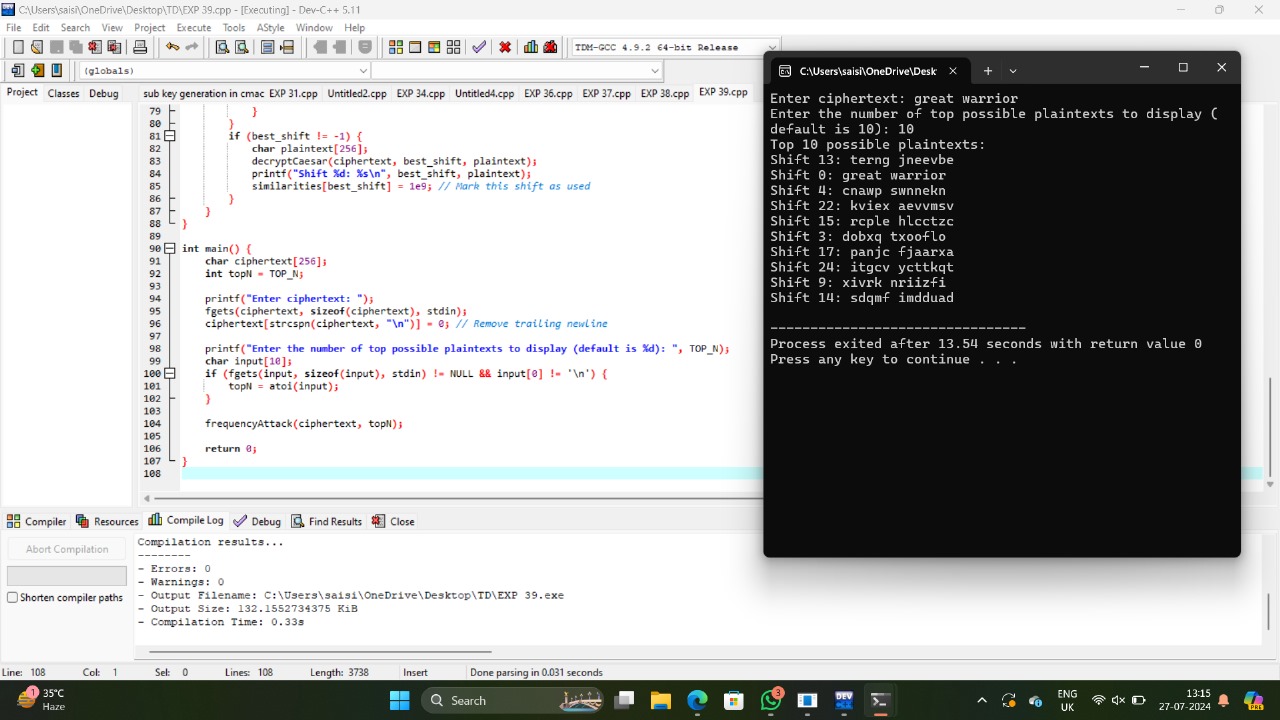 C:\Users\saisi\OneDrive\Desktop\TD\EXP 39.cpp - [Executing] - Dev-C++ 5.11
File Edit Search View Project Execute Tools AStyle Window Help
TDM-GCC 4.9.2 64-bit Release
(globals)
Project Classes Debug
sub key generation in cmac EXP 31.cpp Untitled2.cpp EXP 34.cpp Untitled4.cpp EXP 36.cpp EXP 37.cpp EXP 38.cpp EXP 39.cpp
79 }
80 }
81 if (best_shift != -1) {
82 char plaintext[256];
83 decryptCaesar(ciphertext, best_shift, plaintext);
84 printf("Shift %d: %s\n", best_shift, plaintext);
85 similarities[best_shift] = 1e9; // Mark this shift as used
86 }
87 }
88 }
89
90 int main() {
91 char ciphertext[256];
92 int topN = TOP_N;
93
94 printf("Enter ciphertext: ");
95 fgets(ciphertext, sizeof(ciphertext), stdin);
96 ciphertext[strcspn(ciphertext, "\n")] = 0; // Remove trailing newline
97
98 printf("Enter the number of top possible plaintexts to display (default is %d): ", TOP_N);
99 char input[10];
100 if (fgets(input, sizeof(input), stdin) != NULL && input[0] != '\n') {
101 topN = atoi(input);
102 }
103
104 frequencyAttack(ciphertext, topN);
105
106 return 0;
107 }
108
C:\Users\saisi\OneDrive\Desk
Enter ciphertext: great warrior
Enter the number of top possible plaintexts to display (
default is 10): 10
Top 10 possible plaintexts:
Shift 13: terng jneevbe
Shift 0: great warrior
Shift 4: cnawp swnnekn
Shift 22: kviex aevvmsv
Shift 15: rcple hlcctzc
Shift 3: dobxq txooflo
Shift 17: panjc fjaarxa
Shift 24: itgcv ycttkqt
Shift 9: xivrk nriizfi
Shift 14: sdqmf imdduad
--------------------------------
Process exited after 13.54 seconds with return value 0
Press any key to continue . . .
Compiler Resources Compile Log Debug Find Results Close
Abort Compilation
Shorten compiler paths
Compilation results...
--------
- Errors: 0
- Warnings: 0
- Output Filename: C:\Users\saisi\OneDrive\Desktop\TD\EXP 39.exe
- Output Size: 132.1552734375 KiB
- Compilation Time: 0.33s
Line: 108 Col: 1 Sel: 0 Lines: 108 Length: 3738 Insert Done parsing in 0.031 seconds
1
35°C
Haze
Search
3
DEV
PRE
ENG
UK
13:15
27-07-2024